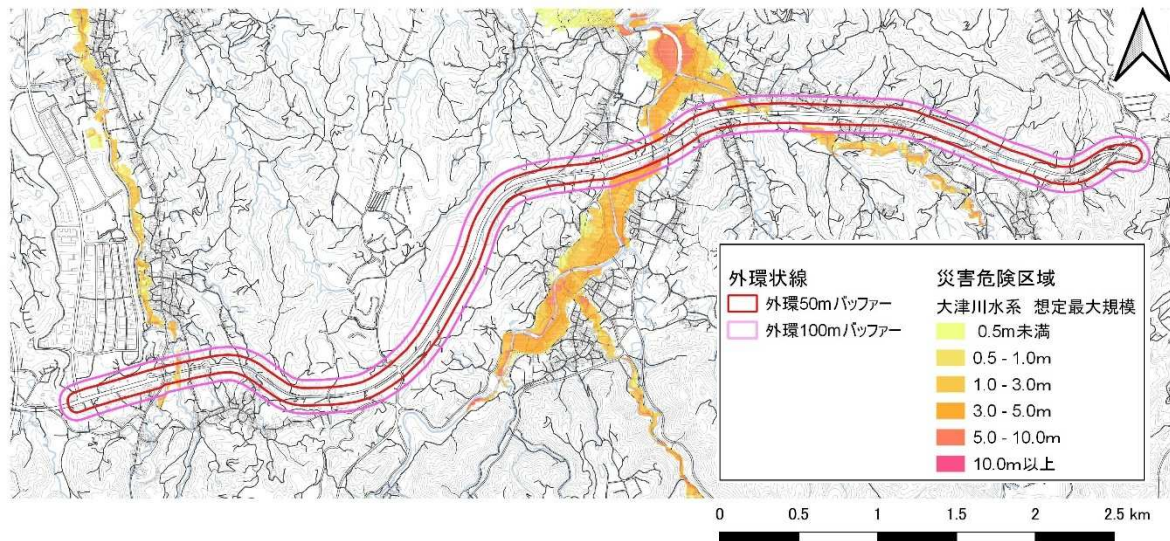 外環状線
外環50mバッファー
外環100mバッファー
災害危険区域
大津川水系 想定最大規模
0.5m未満
0.5 - 1.0m
1.0 - 3.0m
3.0 - 5.0m
5.0 - 10.0m
10.0m以上
0 0.5 1 1.5 2 2.5 km